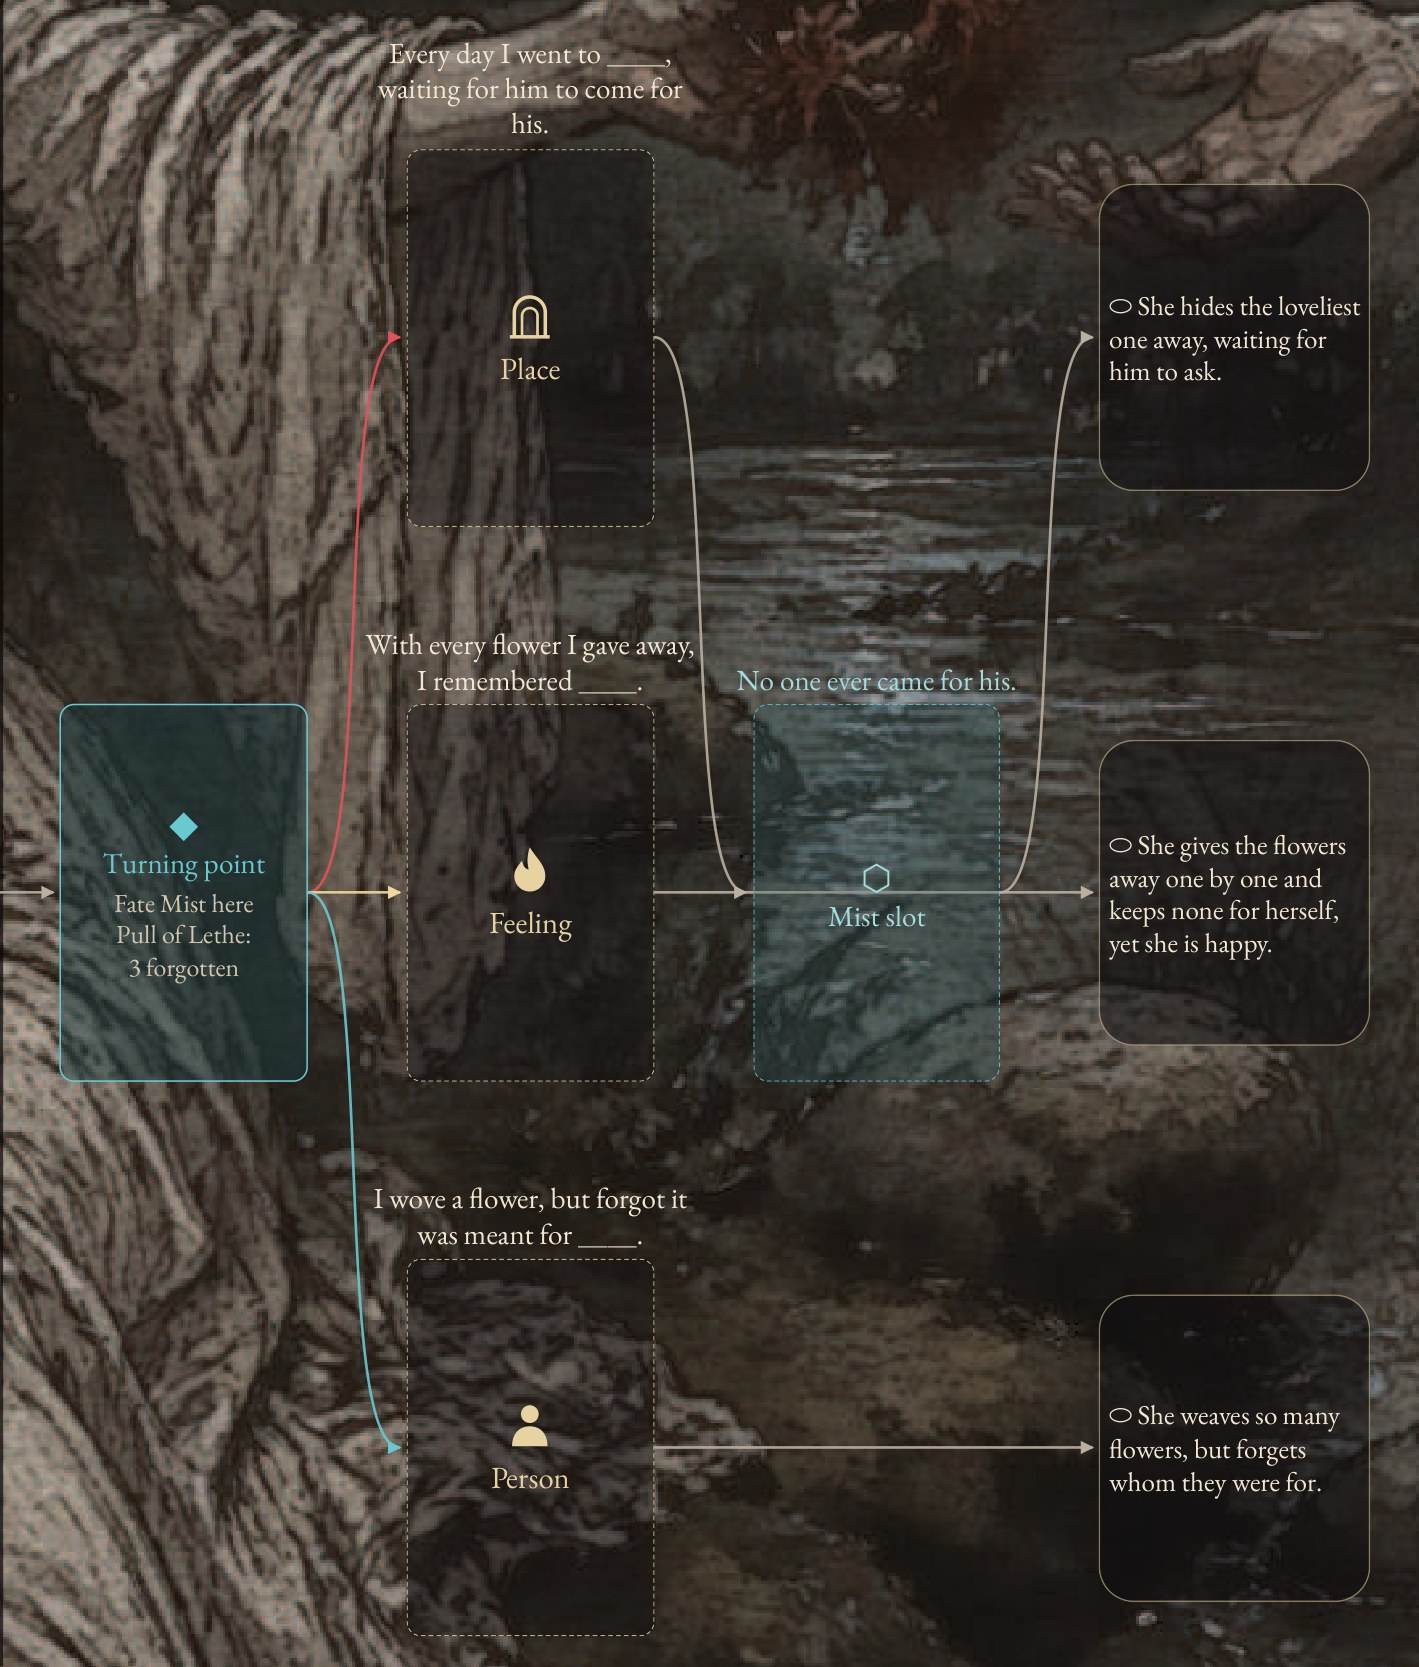 Every day I went to _____,
waiting for him to come for
his.
Place
She hides the loveliest
one away, waiting for
him to ask.
With every flower I gave away,
I remembered _____.
No one ever came for his.
Turning point
Fate Mist here
Pull of Lethe:
3 forgotten
Feeling
Mist slot
She gives the flowers
away one by one and
keeps none for herself,
yet she is happy.
I wove a flower, but forgot it
was meant for _____.
Person
She weaves so many
flowers, but forgets
whom they were for.